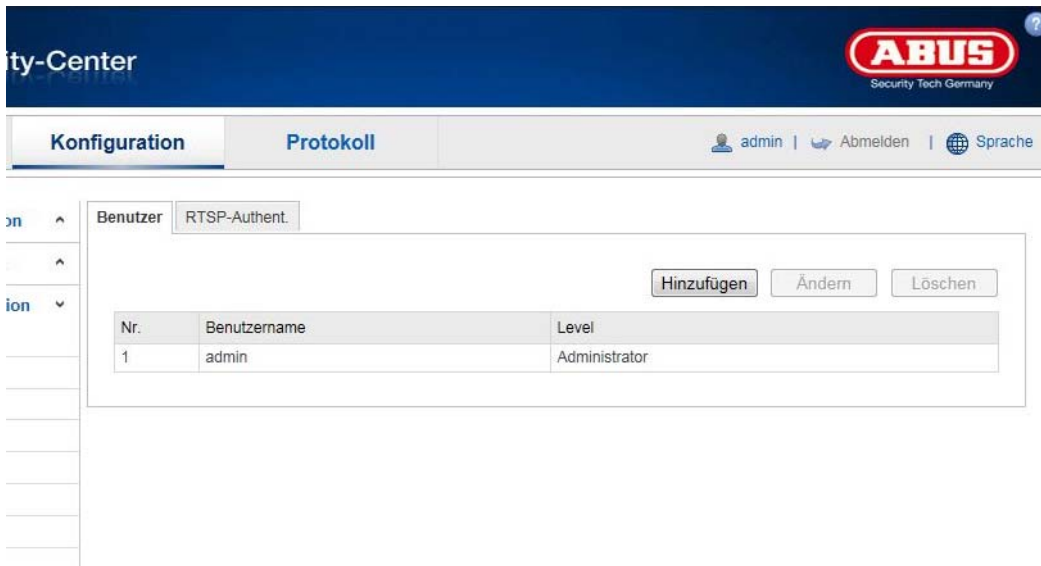 ity-Center
?
ABUS
Security Tech Germany
Konfiguration
Protokoll
admin | Abmelden | Sprache
on
Benutzer
RTSP-Authent.
ion
Hinzufügen
Ändern
Löschen
Nr. Benutzername Level
1 admin Administrator